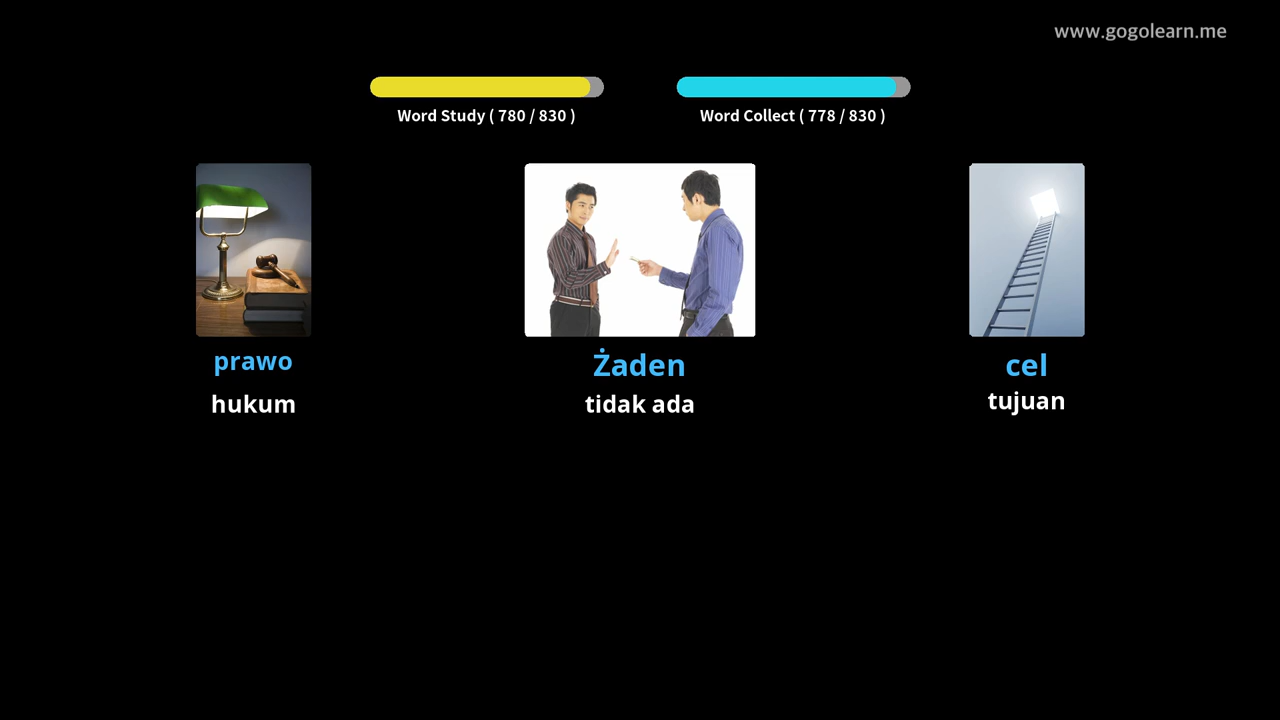 www.gogolearn.me
Word Study ( 780 / 830 )
Word Collect ( 778 / 830 )
prawo
Żaden
cel
hukum
tidak ada
tujuan